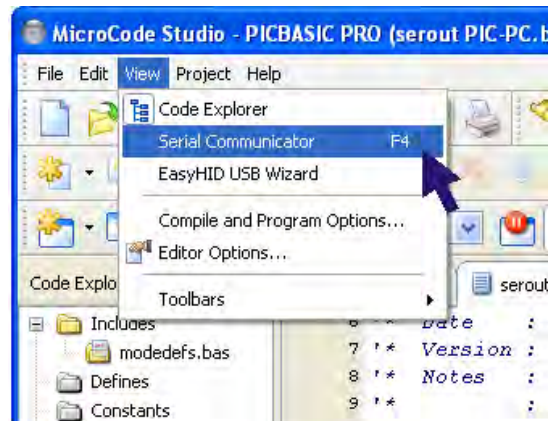 MicroCode Studio - PICBASIC PRO (serout PIC-PC.b
File Edit View Project Help
Code Explorer
Serial Communicator F4
EasyHID USB Wizard
Compile and Program Options...
Editor Options...
Toolbars
Code Explo
serout
Includes
modedefs.bas
Defines
Constants
6 '* Date :
7 '* Version :
8 '* Notes :
9 '* :